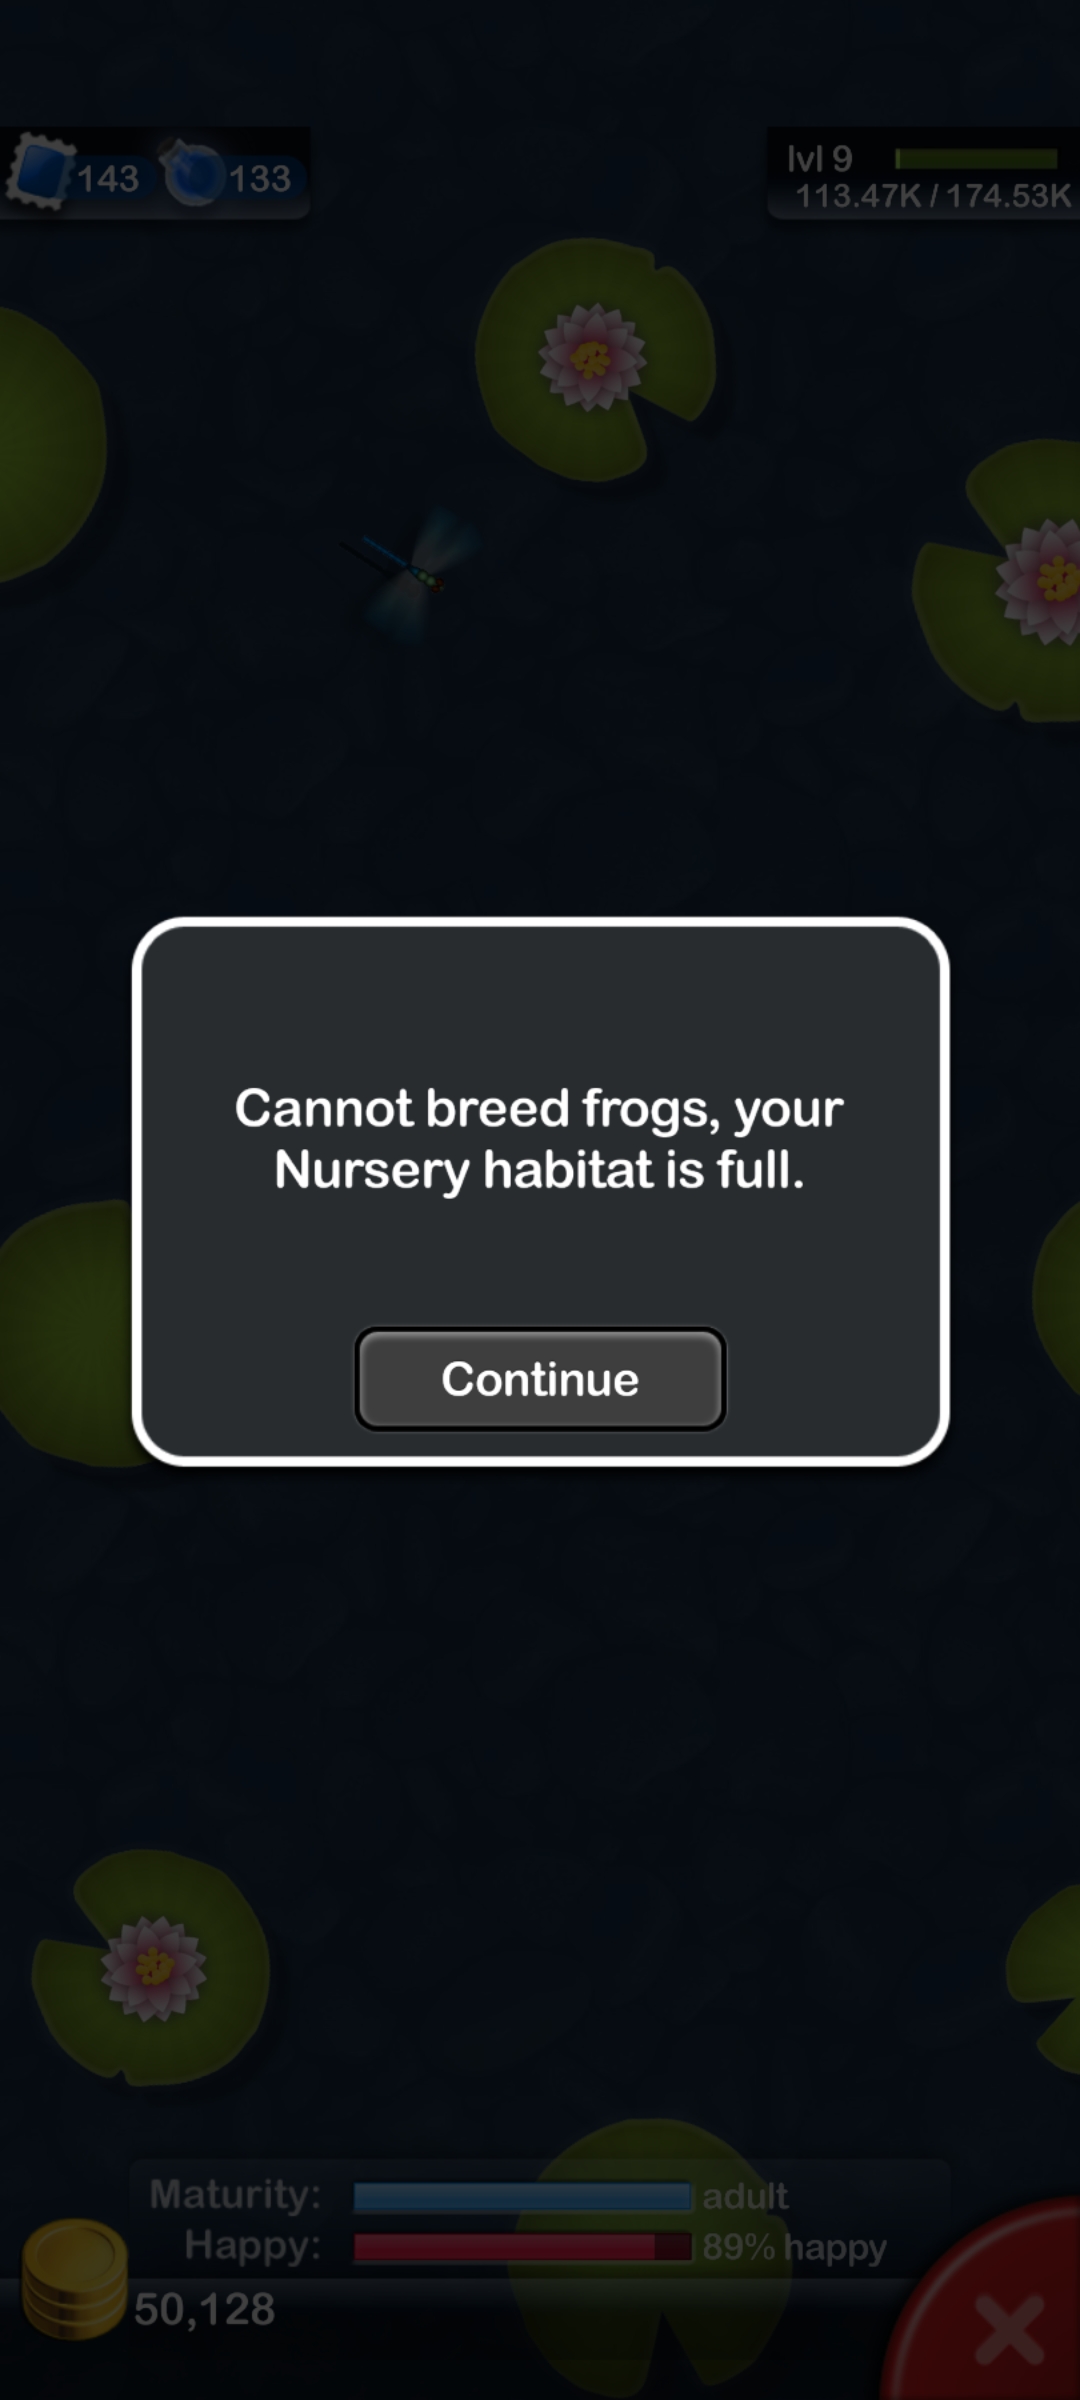 143 133
lvl 9
113.47K / 174.53K
Cannot breed frogs, your
Nursery habitat is full.
Continue
Maturity: adult
Happy: 89% happy
50,128